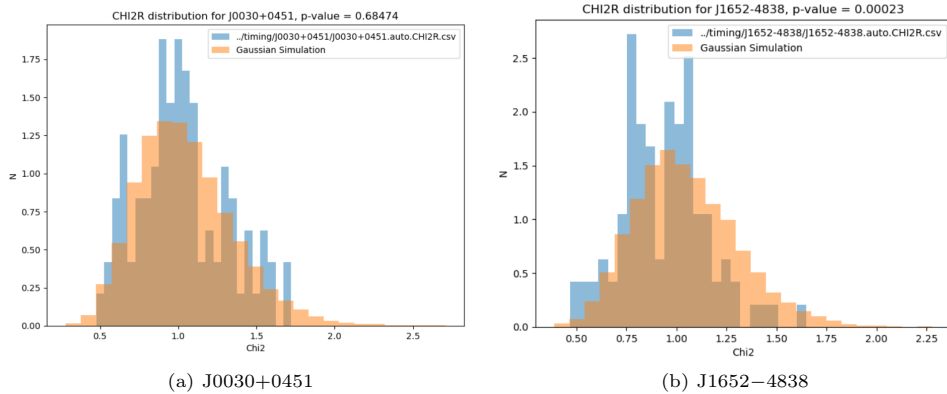 CHI2R distribution for J0030+0451, p-value = 0.68474
../timing/J0030+0451/J0030+0451.auto.CHI2R.csv
Gaussian Simulation
1.75
1.50
1.25
1.00
0.75
0.50
0.25
0.00
N
0.5 1.0 1.5 2.0 2.5
Chi2
(a) J0030+0451
CHI2R distribution for J1652-4838, p-value = 0.00023
../timing/J1652-4838/J1652-4838.auto.CHI2R.csv
Gaussian Simulation
2.5
2.0
1.5
1.0
0.5
0.0
N
0.50 0.75 1.00 1.25 1.50 1.75 2.00 2.25
Chi2
(b) J1652−4838